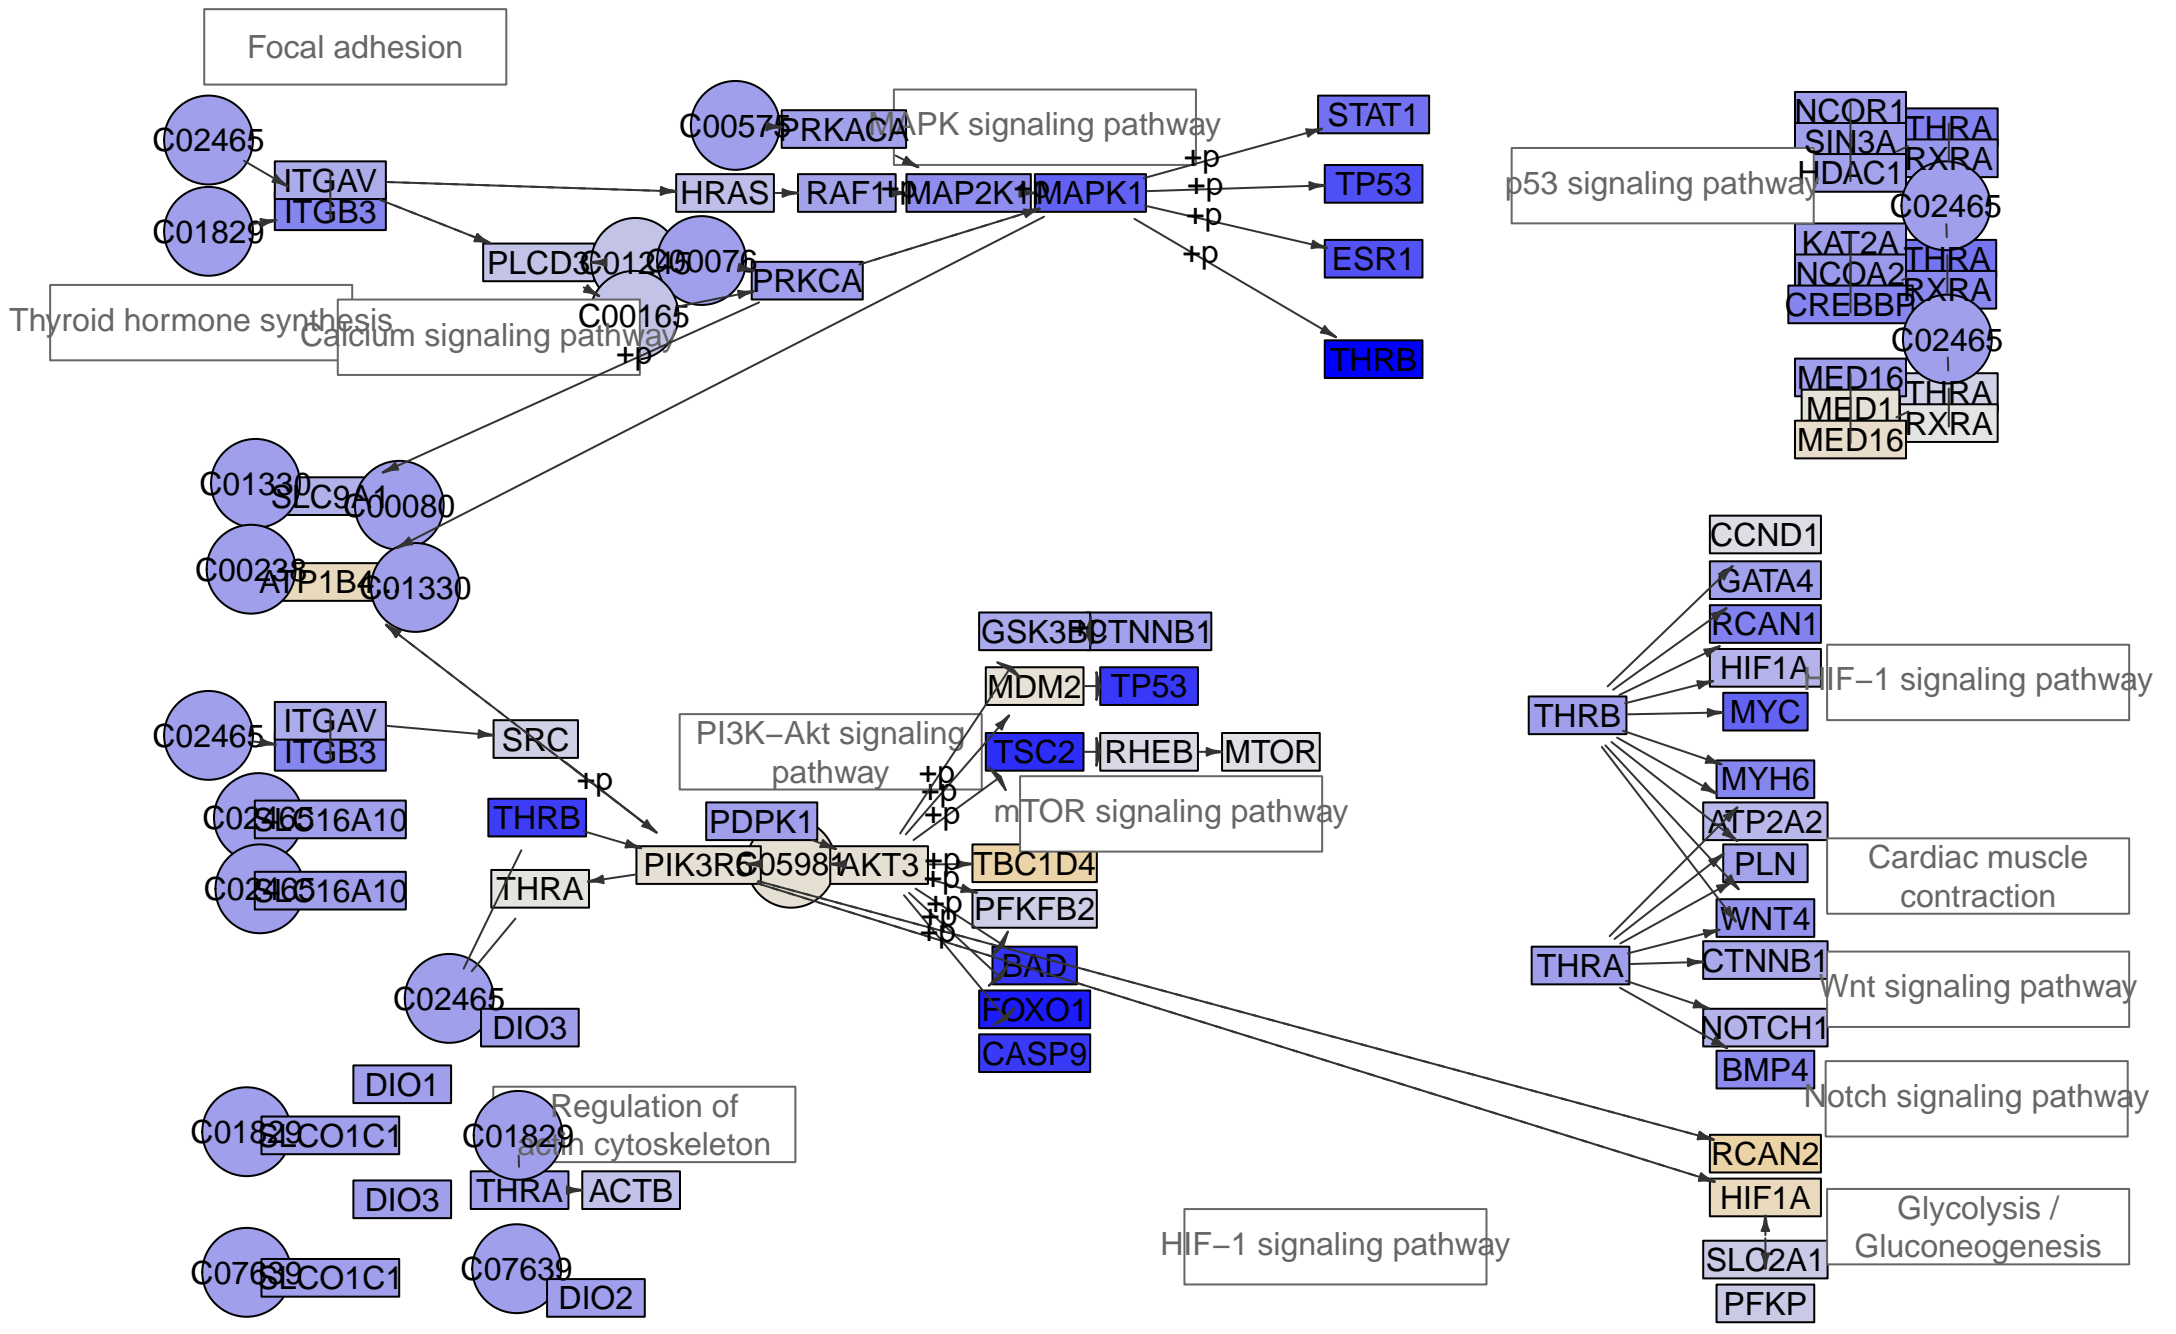 Focal adhesion
C02465
C01829
ITGAV
ITGB3
C00575
PRKACA
MAPK signaling pathway
HRAS
RAF1
+p
MAP2K1
+p
MAPK1
+p
+p
+p
+p
STAT1
TP53
ESR1
THRB
PLCD3
C01245
C00076
C00165
PRKCA
Thyroid hormone synthesis
Calcium signaling pathway
+p
p53 signaling pathway
NCOR1
SIN3A
HDAC1
THRA
RXRA
C02465
KAT2A
NCOA2
CREBBP
THRA
RXRA
C02465
MED16
MED1
MED16
THRA
RXRA
C01330
SLC9A1
C00080
C00238
ATP1B4...
C01330
CCND1
GATA4
RCAN1
HIF1A
HIF−1 signaling pathway
MYC
THRB
MYH6
ATP2A2
PLN
Cardiac muscle
contraction
WNT4
THRA
CTNNB1
Wnt signaling pathway
NOTCH1
BMP4
Notch signaling pathway
GSK3B
CTNNB1
MDM2
TP53
TSC2
RHEB
MTOR
PI3K−Akt signaling
pathway
mTOR signaling pathway
C02465
ITGAV
ITGB3
SRC
+p
C02465
SLC16A10
C02465
SLC16A10
THRB
THRA
PDPK1
PIK3R6
C05981
AKT3
+p
+p
+p
+p
+p
+p
+p
+p
TBC1D4
PFKFB2
BAD
FOXO1
CASP9
C02465
DIO3
DIO1
C01829
SLCO1C1
DIO3
C07639
SLCO1C1
Regulation of
actin cytoskeleton
C01829
THRA
ACTB
C07639
DIO2
HIF−1 signaling pathway
RCAN2
HIF1A
SLC2A1
PFKP
Glycolysis /
Gluconeogenesis